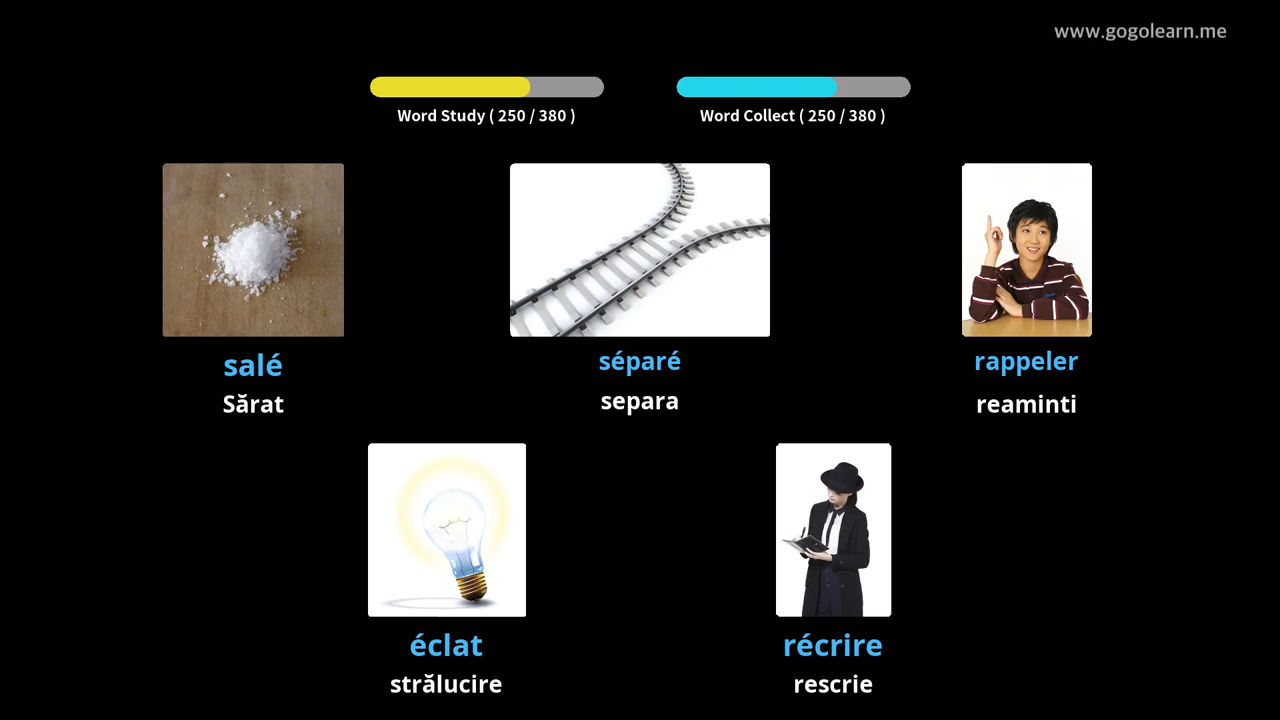 www.gogolearn.me
Word Study ( 250 / 380 )
Word Collect ( 250 / 380 )
salé
séparé
rappeler
Sărat
separa
reaminti
éclat
récrire
strălucire
rescrie